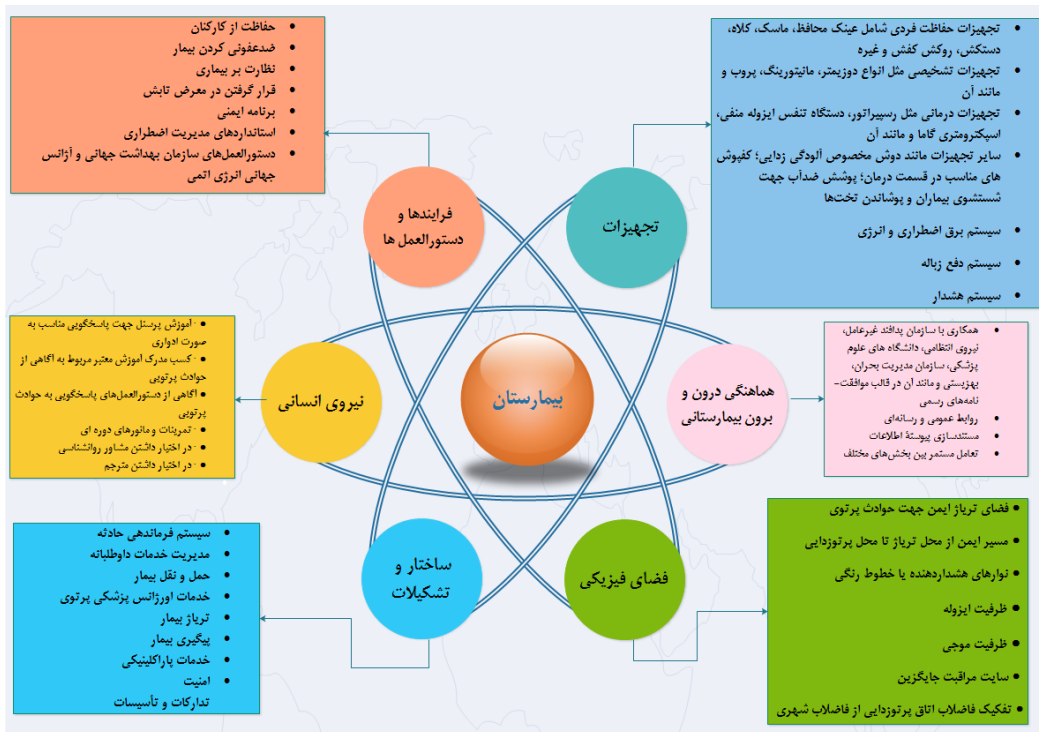 تجهیزات حفاظت فردی شامل عینک محافظ، ماسک، کلاه،
دستکش، روکش کفش و غیره
تجهیزات تشخیصی مثل انواع دوزیمتر، مانیتورینگ، پروب و
مانند آن
تجهیزات درمانی مثل رسپیراتور، دستگاه تنفس ایزوله منفی،
اسپکترومتری گاما و مانند آن
سایر تجهیزات مانند دوش مخصوص آلودگی زدایی؛ کفپوش
های مناسب در قسمت درمان؛ پوشش ضدآب جهت
شستشوی بیماران و پوشاندن تخت‌ها
سیستم برق اضطراری و انرژی
سیستم دفع زباله
سیستم هشدار
حفاظت از کارکنان
ضدعفونی کردن بیمار
نظارت بر بیماری
قرار گرفتن در معرض تابش
برنامه ایمنی
استانداردهای مدیریت اضطراری
دستورالعمل‌های سازمان بهداشت جهانی و آژانس
جهانی انرژی اتمی
تجهیزات
فرایندها و
دستورالعمل ها
همکاری با سازمان پدافند غیرعامل،
نیروی انتظامی، دانشگاه های علوم
پزشکی، سازمان مدیریت بحران،
بهزیستی و مانند آن در قالب موافقت-
نامه‌های رسمی
روابط عمومی و رسانه‌ای
مستندسازی پیوستهٔ اطلاعات
تعامل مستمر بین بخش‌های مختلف
هماهنگی درون و
برون بیمارستانی
بیمارستان
نیروی انسانی
آموزش پرسنل جهت پاسخگویی مناسب به
صورت ادواری
کسب مدرک آموزش معتبر مربوط به آگاهی از
حوادث پرتویی
آگاهی از دستورالعمل‌های پاسخگویی به حوادث
پرتویی
تمرینات و مانورهای دوره ای
در اختیار داشتن مشاور روانشناسی
در اختیار داشتن مترجم
فضای فیزیکی
ساختار و
تشکیلات
فضای تریاژ ایمن جهت حوادث پرتوی
مسیر ایمن از محل تریاژ تا محل پرتوزدایی
نوارهای هشداردهنده یا خطوط رنگی
ظرفیت ایزوله
ظرفیت موجی
سایت مراقبت جایگزین
تفکیک فاضلاب اتاق پرتوزدایی از فاضلاب شهری
سیستم فرماندهی حادثه
مدیریت خدمات داوطلبانه
حمل و نقل بیمار
خدمات اورژانس پزشکی پرتوی
تریاژ بیمار
پیگیری بیمار
خدمات پاراکلینیکی
امنیت
تدارکات و تأسیسات